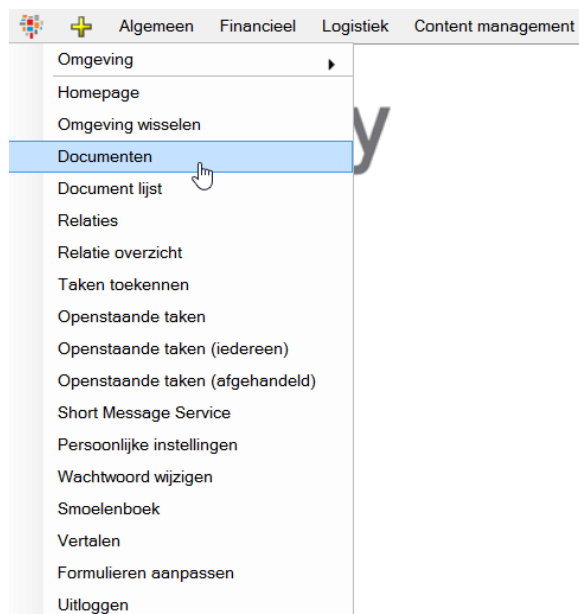 Algemeen Financieel Logistiek Content management
Omgeving
Homepage
Omgeving wisselen
Documenten
Document lijst
Relaties
Relatie overzicht
Taken toekennen
Openstaande taken
Openstaande taken (iedereen)
Openstaande taken (afgehandeld)
Short Message Service
Persoonlijke instellingen
Wachtwoord wijzigen
Smoelenboek
Vertalen
Formulieren aanpassen
Uitloggen
y